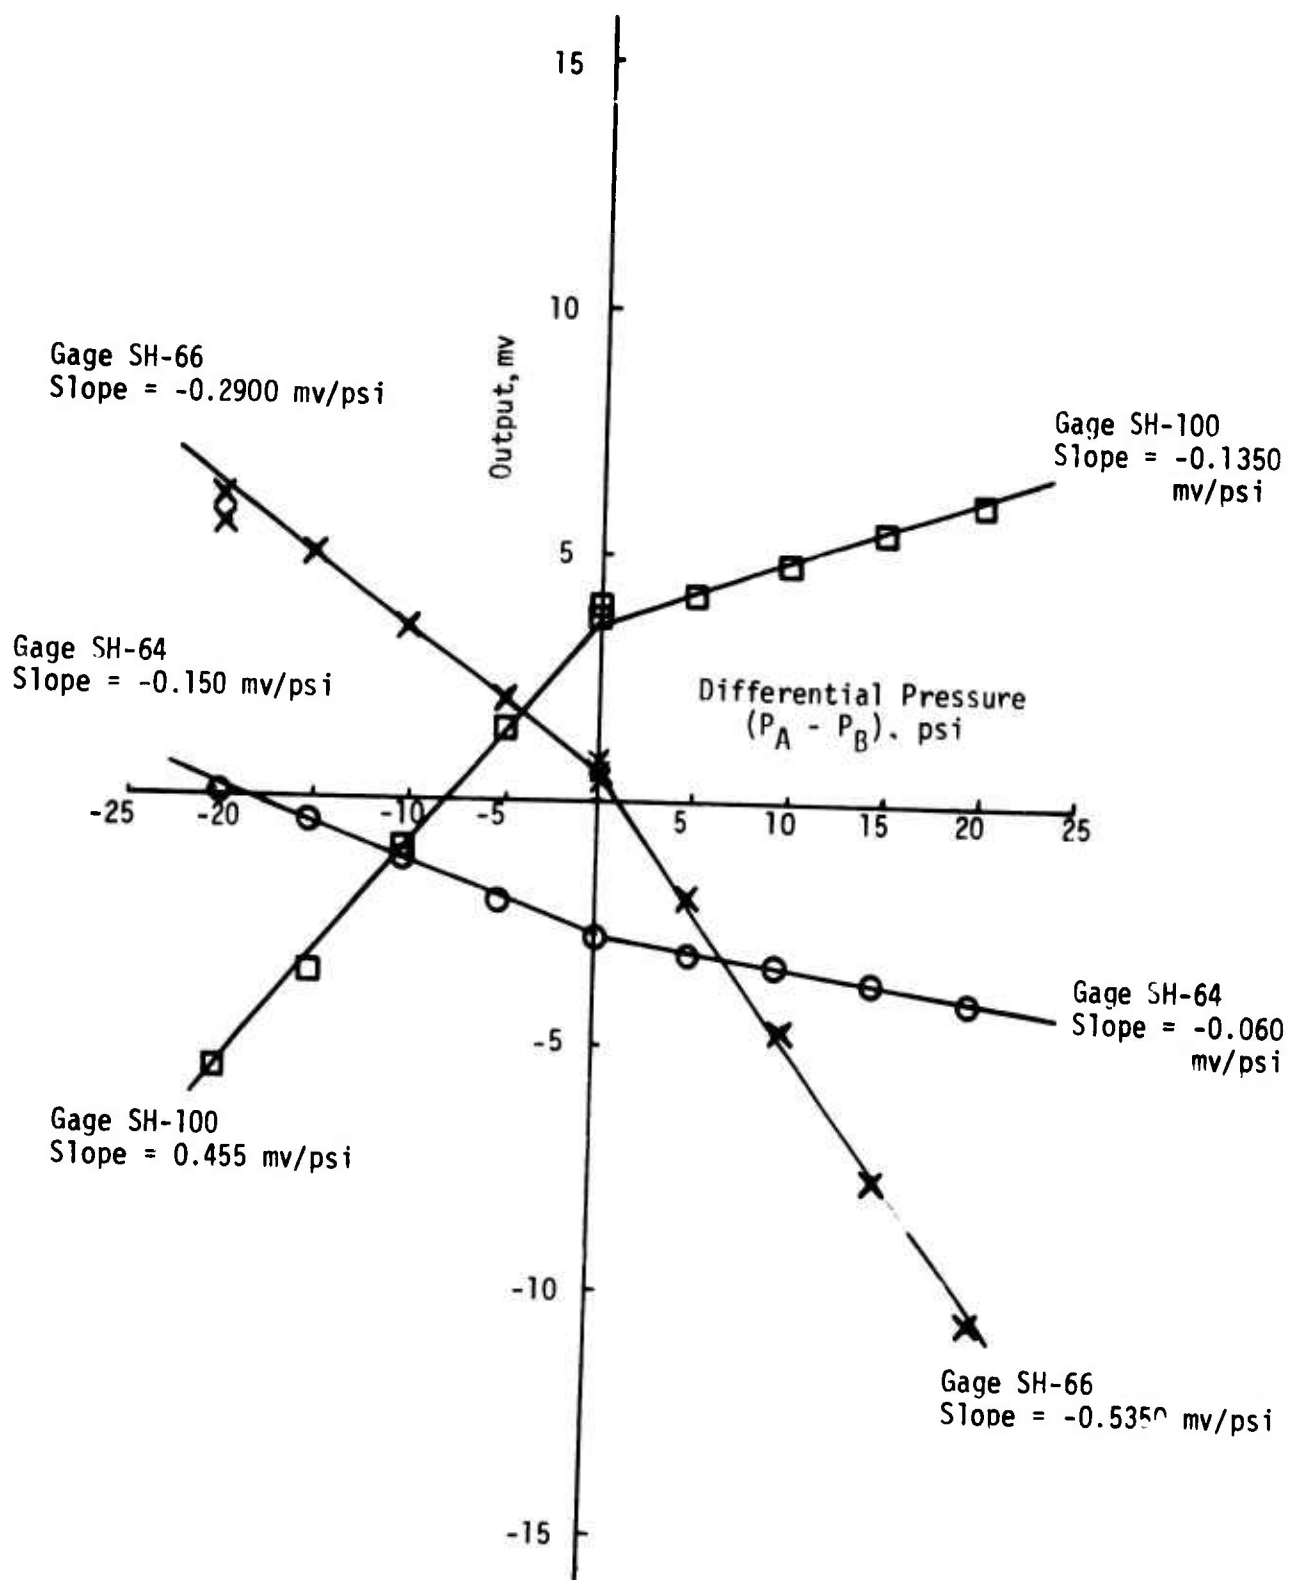 15
10
Output, mv
Gage SH-66
Slope = -0.2900 mv/psi
Gage SH-100
Slope = -0.1350
mv/psi
5
Gage SH-64
Slope = -0.150 mv/psi
Differential Pressure
(PA - PB). psi
-25 -20 -10 -5 5 10 15 20 25
Gage SH-64
Slope = -0.060
mv/psi
-5
Gage SH-100
Slope = 0.455 mv/psi
-10
Gage SH-66
Slope = mv/psi
-15